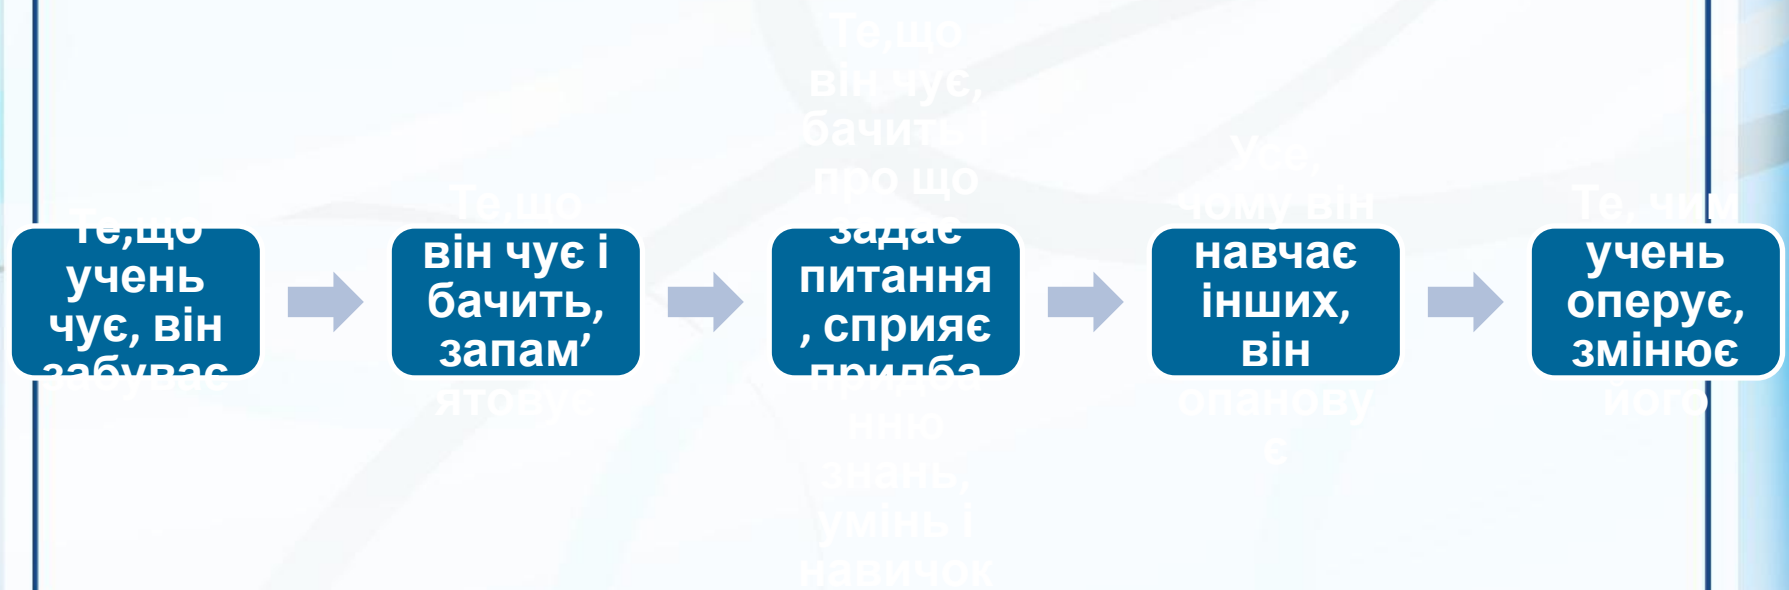 Те,що
учень
чує, він
забуває
Те,що
він чує і
бачить,
запам’
ятовує
Те,що
він чує,
бачить і
про що
задає
питання
, сприяє
придба
нню
знань,
умінь і
навичок
Усе,
чому він
навчає
інших,
він
опанову
є
Те, чим
учень
оперує,
змінює
його